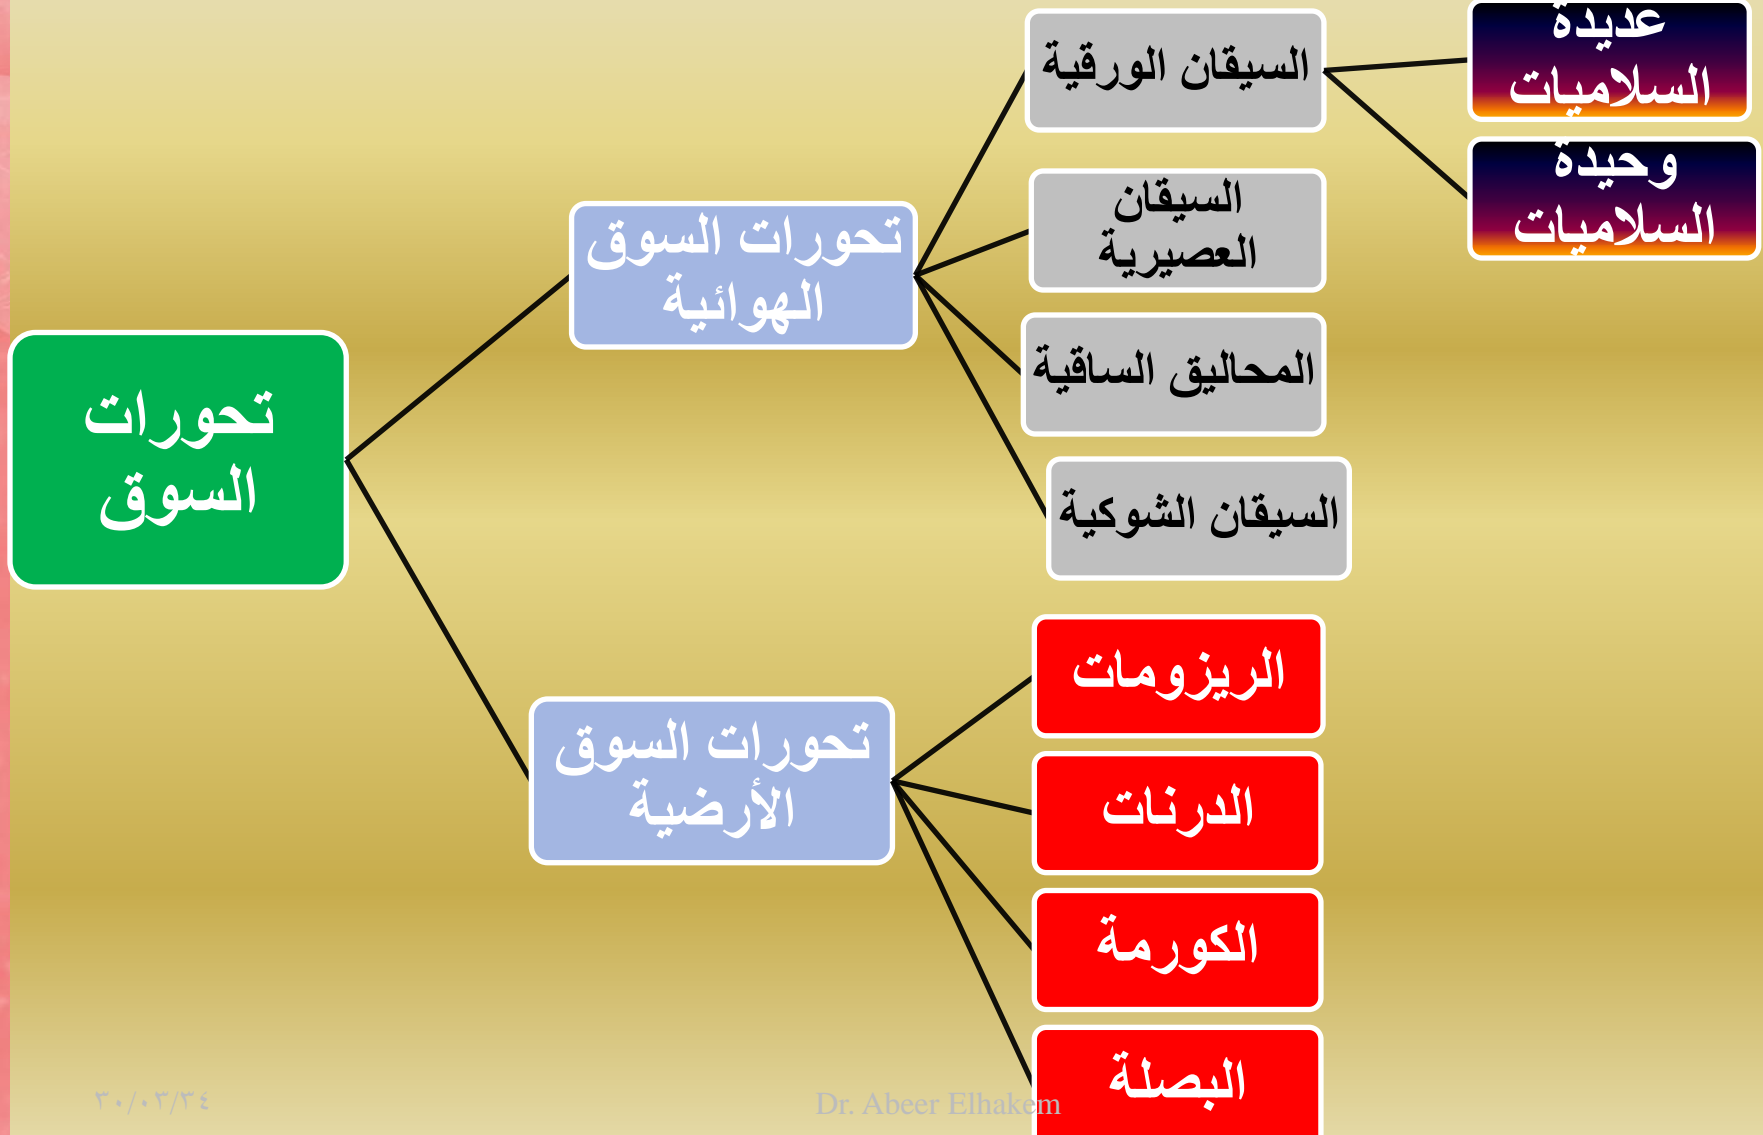 تحورات
السوق
تحورات السوق
الهوائية
السيقان الورقية
عديدة
السلاميات
وحيدة
السلاميات
السيقان
العصيرية
المحاليق الساقية
السيقان الشوكية
تحورات السوق
الأرضية
الريزومات
الدرنات
الكورمة
البصلة
٣٠/٠٣/٣٤
Dr. Abeer Elhakem